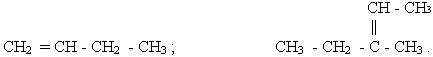 CH - CH₃
||
CH₂ = CH - CH₂ - CH₃ ; CH₃ - CH₂ - C - CH₃ .